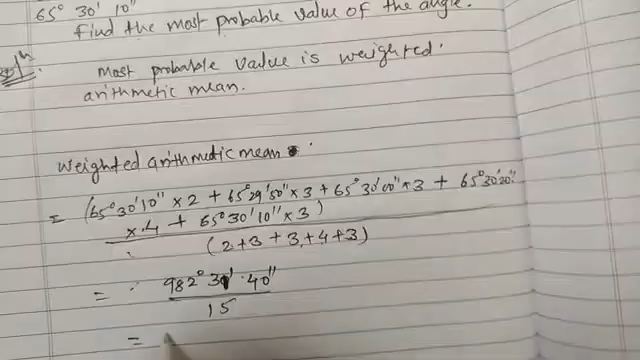 65° 30' 10"
find the most probable value of the angle.
Solⁿ.
Most probable value is weighted
arithmetic mean.
Weighted arithmetic mean
= (65°30'10" × 2 + 65°29'50" × 3 + 65°30'00" × 3 + 65°30'20"
× 4 + 65°30'10" × 3)
(2+3+3+4+3)
= 982° 31' 40"
15
=